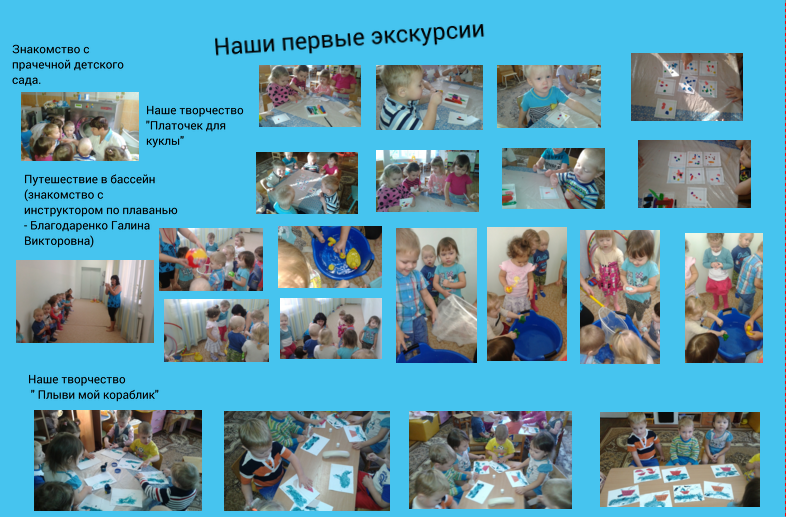 Наши первые экскурсии
Знакомство с
прачечной детского
сада.
Наше творчество
"Платочек для
куклы"
Путешествие в бассейн
(знакомство с
инструктором по плаванью
- Благодаренко Галина
Викторовна)
Наше творчество
" Плыви мой кораблик"